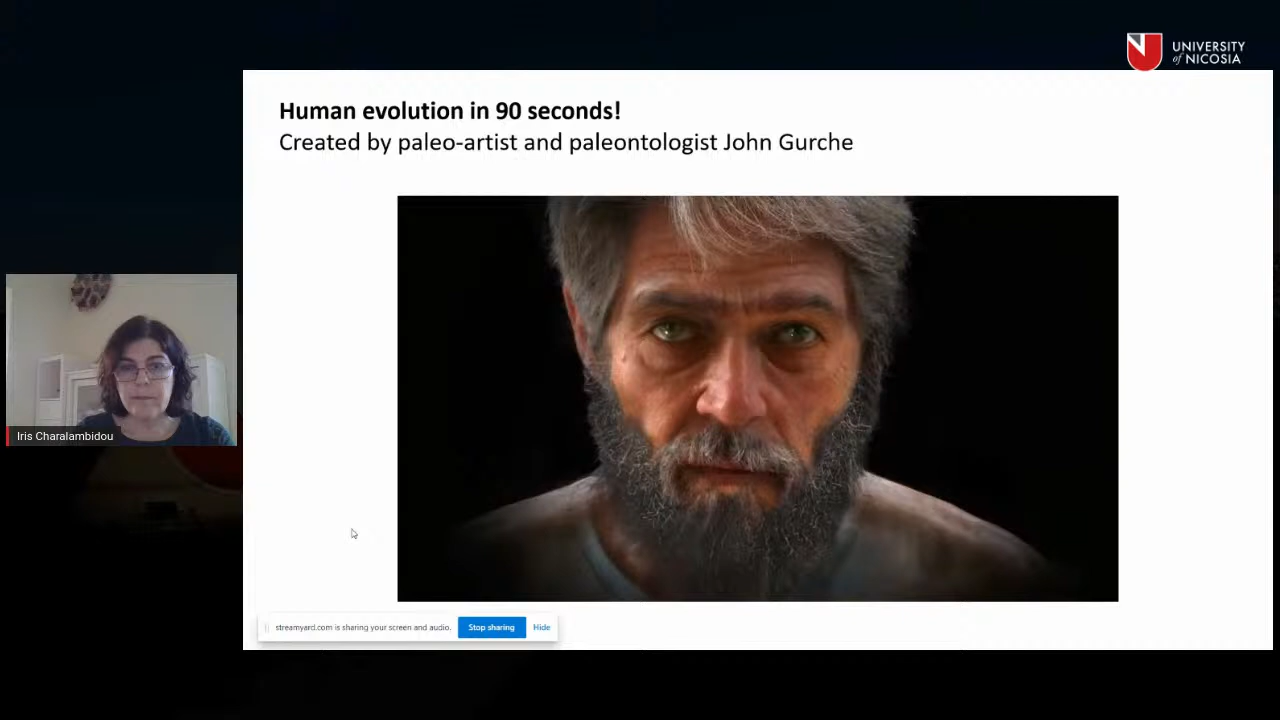 UNIVERSITY
of NICOSIA
Human evolution in 90 seconds!
Created by paleo-artist and paleontologist John Gurche
Iris Charalambidou
streamyard.com is sharing your screen and audio.
Stop sharing
Hide